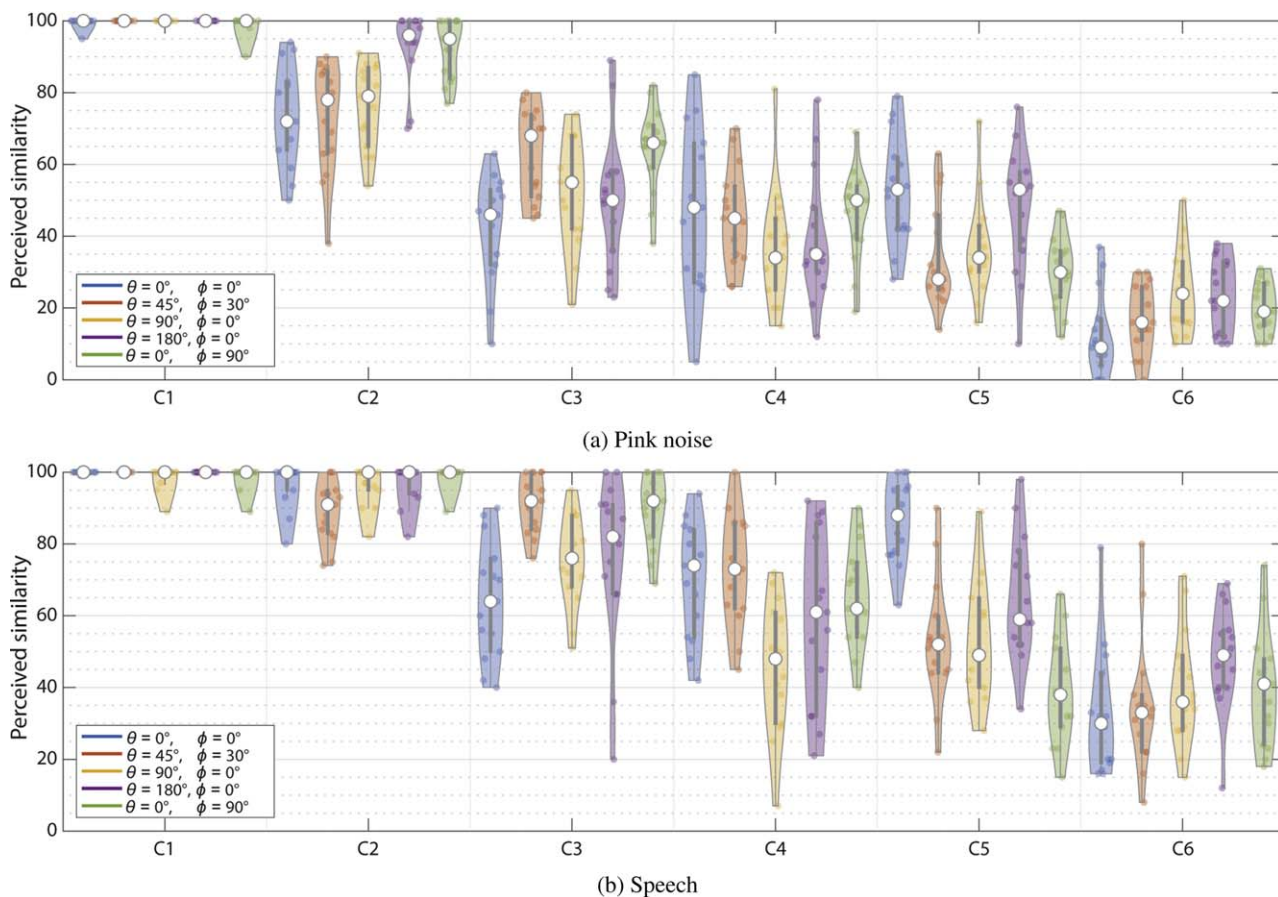 100
80
60
40
20
0
Perceived similarity
θ = 0°, ϕ = 0°
θ = 45°, ϕ = 30°
θ = 90°, ϕ = 0°
θ = 180°, ϕ = 0°
θ = 0°, ϕ = 90°
C1 C2 C3 C4 C5 C6
(a) Pink noise
100
80
60
40
20
0
Perceived similarity
θ = 0°, ϕ = 0°
θ = 45°, ϕ = 30°
θ = 90°, ϕ = 0°
θ = 180°, ϕ = 0°
θ = 0°, ϕ = 90°
C1 C2 C3 C4 C5 C6
(b) Speech